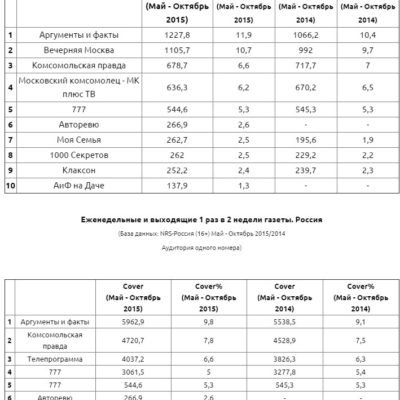 (Май - Октябрь 2015) (Май - Октябрь 2015) (Май - Октябрь 2014) (Май - Октябрь 2014)
1 Аргументы и факты 1227,8 11,9 1066,2 10,4
2 Вечерняя Москва 1105,7 10,7 992 9,7
3 Комсомольская правда 678,7 6,6 717,7 7
4 Московский комсомолец - МК плюс ТВ 636,3 6,2 670,2 6,5
5 777 544,6 5,3 545,3 5,3
6 Авторевю 266,9 2,6 - -
7 Моя Семья 262,7 2,5 195,6 1,9
8 1000 Секретов 262 2,5 229,2 2,2
9 Клаксон 252,2 2,4 239,7 2,3
10 АиФ на Даче 137,9 1,3 - -
Еженедельные и выходящие 1 раз в 2 недели газеты. Россия
(База данных: NRS-Россия (16+) Май - Октябрь 2015/2014
Аудитория одного номера)
Cover (Май - Октябрь 2015) Cover% (Май - Октябрь 2015) Cover (Май - Октябрь 2014) Cover% (Май - Октябрь 2014)
1 Аргументы и факты 5962,9 9,8 5538,5 9,1
2 Комсомольская правда 4720,7 7,8 4528,9 7,5
3 Телепрограмма 4037,2 6,6 3826,3 6,3
4 777 3061,5 5 3277,8 5,4
5 777 544,6 5,3 545,3 5,3
6 Авторевю 266,9 2,6 - -